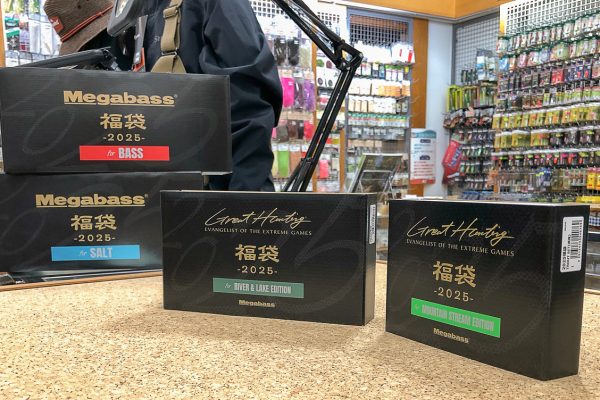 Megabass®
福袋
-2025-
for BASS
Megabass®
福袋
-2025-
for SALT
Great Hunting
EVANGELIST OF THE EXTREME GAMES
福袋
-2025-
for RIVER & LAKE EDITION
Megabass®
Great Hunting
EVANGELIST OF THE EXTREME GAMES
福袋
-2025-
for MOUNTAIN STREAM EDITION
Megabass®